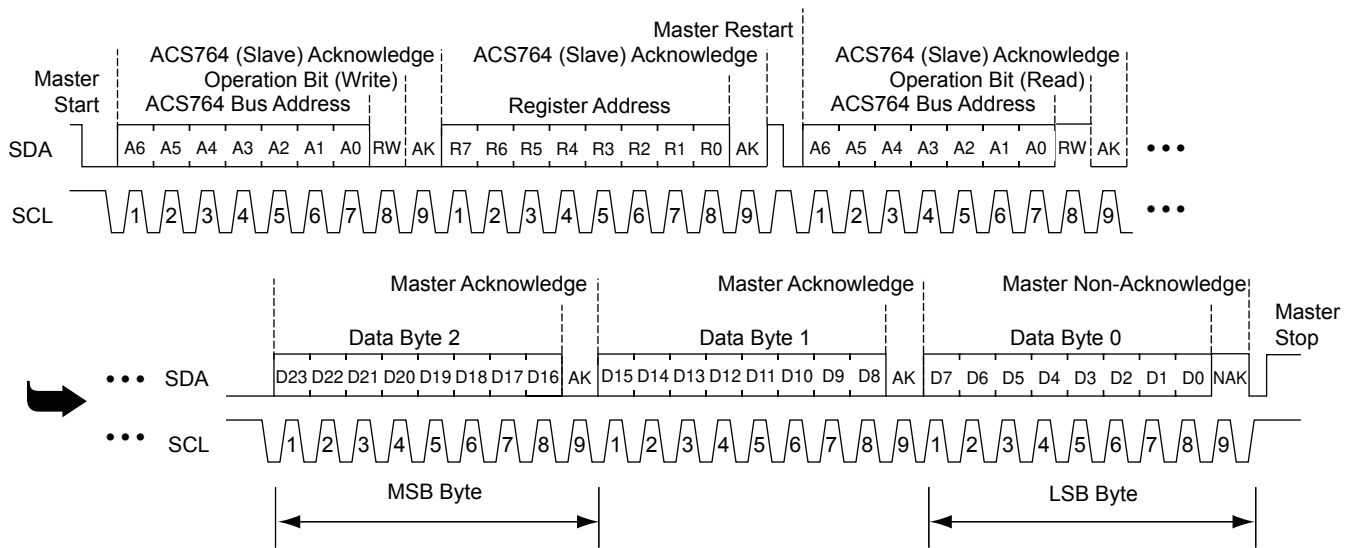 Master Restart
ACS764 (Slave) Acknowledge ACS764 (Slave) Acknowledge ACS764 (Slave) Acknowledge
Master Start
Operation Bit (Write) Operation Bit (Read)
ACS764 Bus Address Register Address ACS764 Bus Address
SDA A6 A5 A4 A3 A2 A1 A0 RW AK R7 R6 R5 R4 R3 R2 R1 R0 AK A6 A5 A4 A3 A2 A1 A0 RW AK •••
SCL 1 2 3 4 5 6 7 8 9 1 2 3 4 5 6 7 8 9 1 2 3 4 5 6 7 8 9 •••
Master Acknowledge Master Acknowledge Master Non-Acknowledge
Master Stop
Data Byte 2 Data Byte 1 Data Byte 0
••• SDA D23 D22 D21 D20 D19 D18 D17 D16 AK D15 D14 D13 D12 D11 D10 D9 D8 AK D7 D6 D5 D4 D3 D2 D1 D0 NAK
••• SCL 1 2 3 4 5 6 7 8 9 1 2 3 4 5 6 7 8 9 1 2 3 4 5 6 7 8 9
MSB Byte LSB Byte